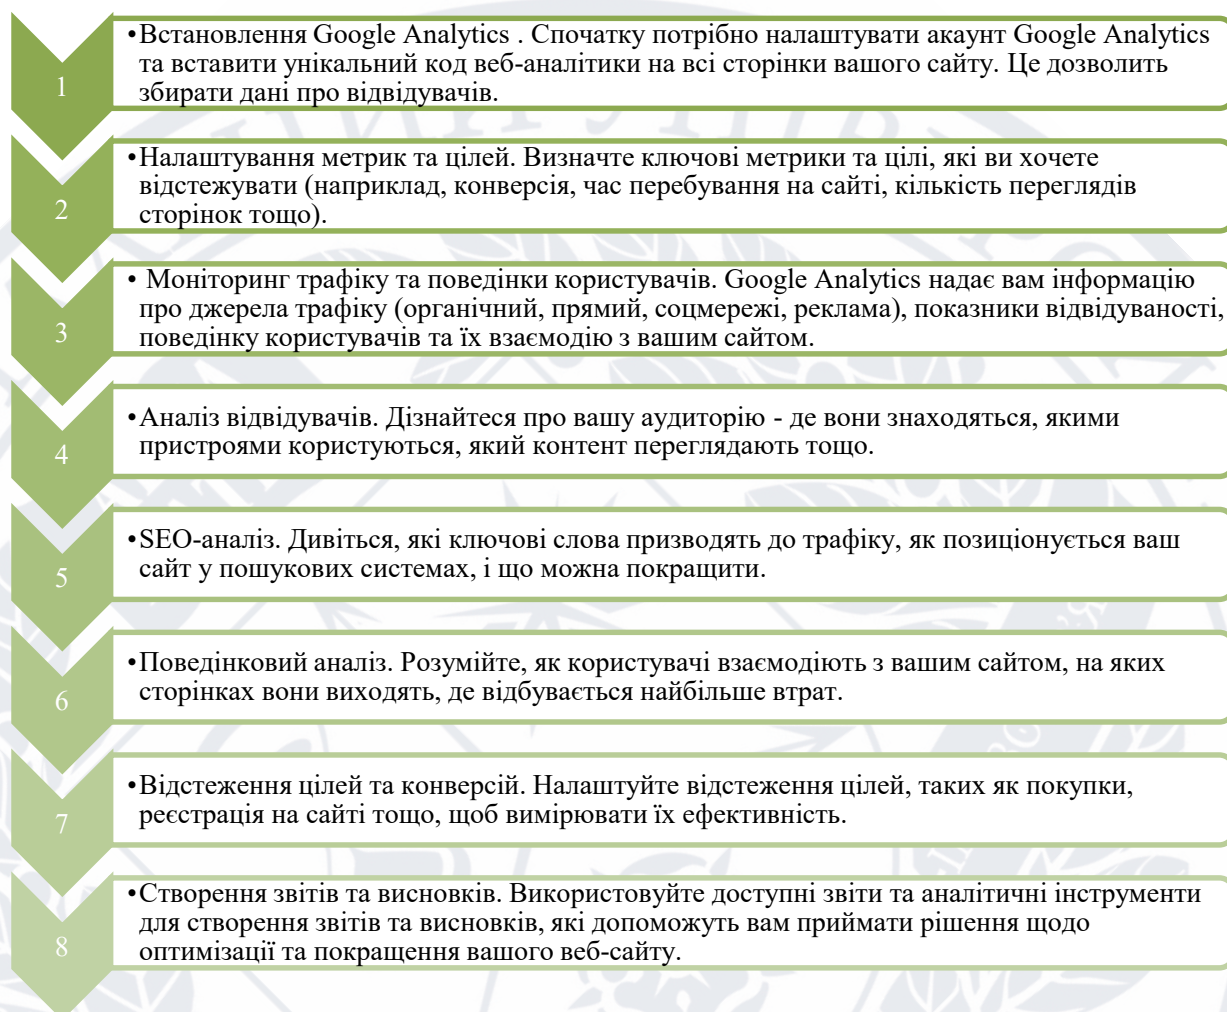 1
•Встановлення Google Analytics . Спочатку потрібно налаштувати акаунт Google Analytics
та вставити унікальний код веб-аналітики на всі сторінки вашого сайту. Це дозволить
збирати дані про відвідувачів.
2
•Налаштування метрик та цілей. Визначте ключові метрики та цілі, які ви хочете
відстежувати (наприклад, конверсія, час перебування на сайті, кількість переглядів
сторінок тощо).
3
• Моніторинг трафіку та поведінки користувачів. Google Analytics надає вам інформацію
про джерела трафіку (органічний, прямий, соцмережі, реклама), показники відвідуваності,
поведінку користувачів та їх взаємодію з вашим сайтом.
4
•Аналіз відвідувачів. Дізнайтеся про вашу аудиторію - де вони знаходяться, якими
пристроями користуються, який контент переглядають тощо.
5
•SEO-аналіз. Дивіться, які ключові слова призводять до трафіку, як позиціонується ваш
сайт у пошукових системах, і що можна покращити.
6
•Поведінковий аналіз. Розумійте, як користувачі взаємодіють з вашим сайтом, на яких
сторінках вони виходять, де відбувається найбільше втрат.
7
•Відстеження цілей та конверсій. Налаштуйте відстеження цілей, таких як покупки,
реєстрація на сайті тощо, щоб вимірювати їх ефективність.
8
•Створення звітів та висновків. Використовуйте доступні звіти та аналітичні інструменти
для створення звітів та висновків, які допоможуть вам приймати рішення щодо
оптимізації та покращення вашого веб-сайту.